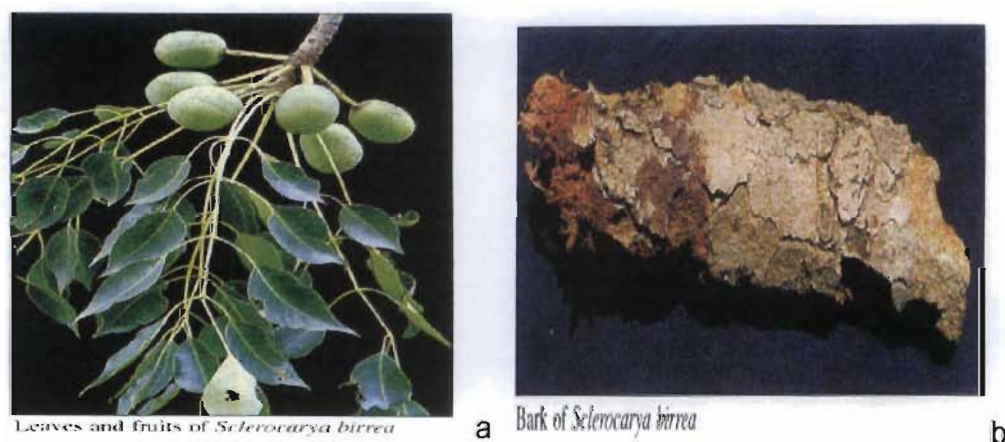 Leaves and fruits of Sclerocarya birrea
a
Bark of Sclerocarya birrea
b